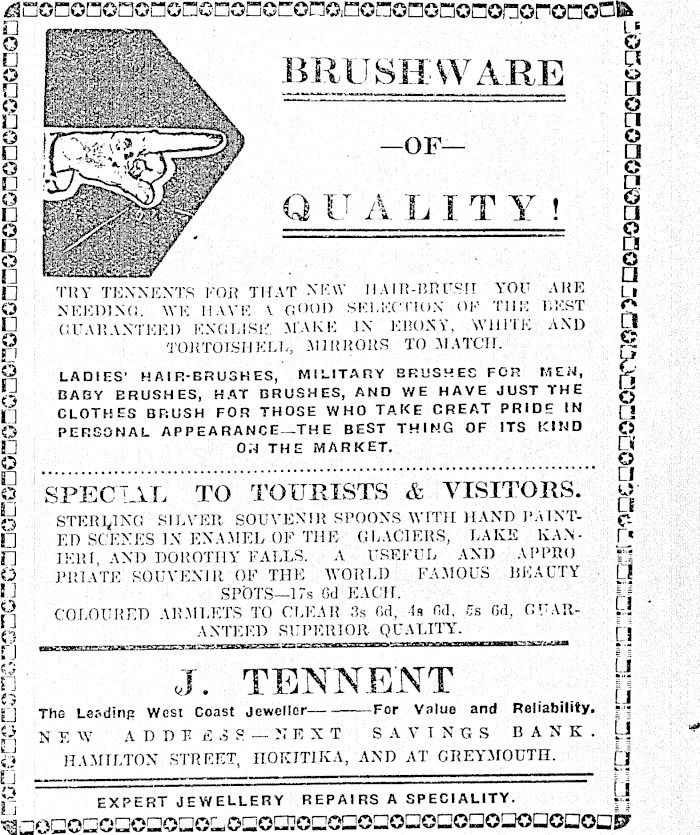 BRUSHWARE
—OF—
QUALITY!
TRY TENNENTS FOR THAT NEW HAIR-BRUSH YOU ARE
NEEDING. WE HAVE A GOOD SELECTION OF THE BEST
GUARANTEED ENGLISH MAKE IN EBONY, WHITE AND
TORTOISHELL, MIRRORS TO MATCH.
LADIES' HAIR-BRUSHES, MILITARY BRUSHES FOR MEN,
BABY BRUSHES, HAT BRUSHES, AND WE HAVE JUST THE
CLOTHES BRUSH FOR THOSE WHO TAKE GREAT PRIDE IN
PERSONAL APPEARANCE—THE BEST THING OF ITS KIND
ON THE MARKET.
SPECIAL TO TOURISTS & VISITORS.
STERLING SILVER SOUVENIR SPOONS WITH HAND PAINT-
ED SCENES IN ENAMEL OF THE GLACIERS, LAKE KAN-
IERI, AND DOROTHY FALLS. A USEFUL AND APPRO
PRIATE SOUVENIR OF THE WORLD FAMOUS BEAUTY
SPOTS—17s 6d EACH.
COLOURED ARMLETS TO CLEAR 3s 6d, 4s 6d, 5s 6d, GUAR-
ANTEED SUPERIOR QUALITY.
J. TENNENT
The Leading West Coast Jeweller— —For Value and Reliability.
NEW ADDRESS—NEXT SAVINGS BANK.
HAMILTON STREET, HOKITIKA, AND AT GREYMOUTH.
EXPERT JEWELLERY REPAIRS A SPECIALITY.